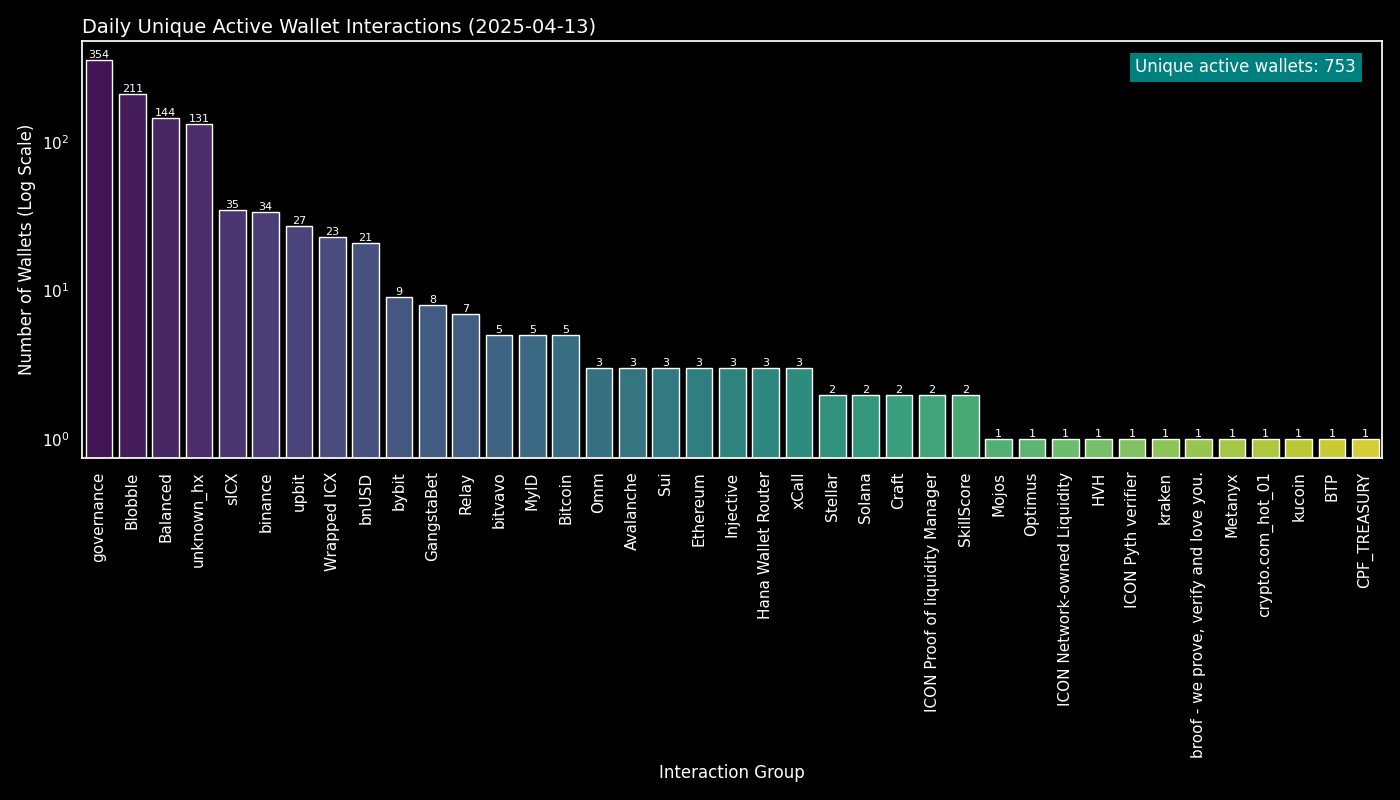 Daily Unique Active Wallet Interactions (2025-04-13)
Unique active wallets: 753
Number of Wallets (Log Scale)
10²
10¹
10⁰
354
211
144
131
35
34
27
23
21
9
8
7
5
5
5
3
3
3
3
3
3
3
2
2
2
2
2
1
1
1
1
1
1
1
1
1
1
1
1
governance
Blobble
Balanced
unknown_hx
sICX
binance
upbit
Wrapped ICX
bnUSD
bybit
GangstaBet
Relay
bitvavo
MyID
Bitcoin
Omm
Avalanche
Sui
Ethereum
Injective
Hana Wallet Router
xCall
Stellar
Solana
Craft
ICON Proof of liquidity Manager
SkillScore
Mojos
Optimus
ICON Network-owned Liquidity
HVH
ICON Pyth verifier
kraken
broof - we prove, verify and love you.
Metanyx
crypto.com_hot_01
kucoin
BTP
CPF_TREASURY
Interaction Group